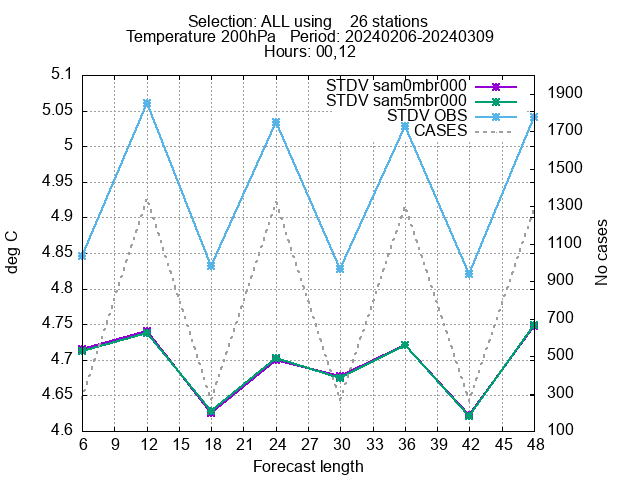 Selection: ALL using    26 stations
Temperature 200hPa   Period: 20240206-20240309
Hours: 00,12
STDV sam0mbr000
STDV sam5mbr000
STDV OBS
CASES
5.1
5.05
5
4.95
4.9
4.85
4.8
4.75
4.7
4.65
4.6
deg C
1900
1700
1500
1300
1100
900
700
500
300
100
No cases
6 9 12 15 18 21 24 27 30 33 36 39 42 45 48
Forecast length